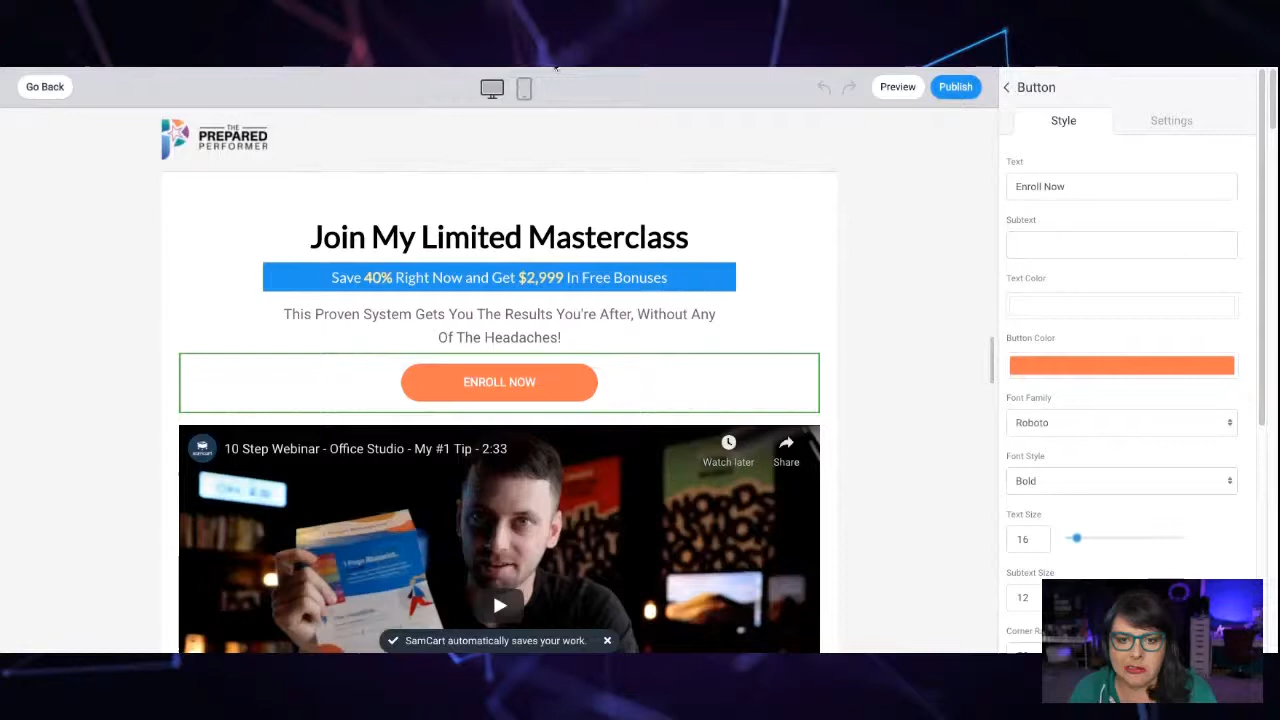 Go Back
Preview
Publish
Button
Style
Settings
THE
PREPARED
PERFORMER
Text
Enroll Now
Join My Limited Masterclass
Subtext
Save 40% Right Now and Get $2,999 In Free Bonuses
Text Color
This Proven System Gets You The Results You're After, Without Any
Of The Headaches!
Button Color
ENROLL NOW
Font Family
Roboto
10 Step Webinar - Office Studio - My #1 Tip - 2:33
Watch later
Share
samcart
Font Style
Bold
Text Size
16
Subtext Size
12
Corner
SamCart automatically saves your work.